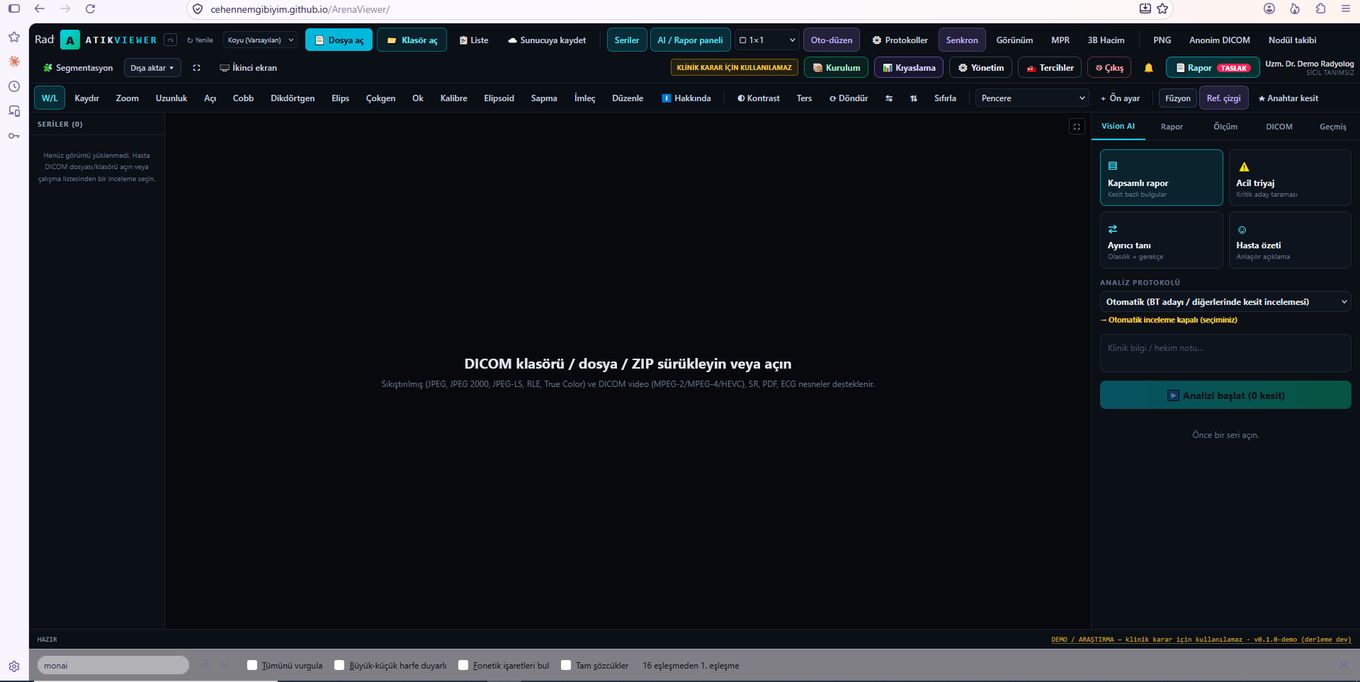 cehennemgibiyim.github.io/ArenaViewer/
Rad A ATIKVIEWER Yenile Koyu (Varsayılan) Dosya aç Klasör aç Liste Sunucuya kaydet Seriler AI / Rapor paneli 1×1 Oto-düzen Protokoller Senkron Görünüm MPR 3B Hacim PNG Anonim DICOM Nodül takibi
Segmentasyon Dışa aktar İkinci ekran KLİNİK KARAR İÇİN KULLANILAMAZ Kurulum Kıyaslama Yönetim Tercihler Çıkış Rapor TASLAK Uzm. Dr. Demo Radyolog
SİCİL TANIMSIZ
W/L Kaydır Zoom Uzunluk Açı Cobb Dikdörtgen Elips Çokgen Ok Kalibre Elipsoid Sapma İmleç Düzenle Hakkında Kontrast Ters Döndür Sıfırla Pencere + Ön ayar Füzyon Ref. çizgi ★ Anahtar kesit
SERİLER (0)
Henüz görüntü yüklenmedi. Hasta
DICOM dosyası/klasörü açın veya
çalışma listesinden bir inceleme seçin.
DICOM klasörü / dosya / ZIP sürükleyin veya açın
Sıkıştırılmış (JPEG, JPEG 2000, JPEG-LS, RLE, True Color) ve DICOM video (MPEG-2/MPEG-4/HEVC), SR, PDF, ECG nesneler desteklenir.
Vision AI Rapor Ölçüm DICOM Geçmiş
Kapsamlı rapor
Kesit bazlı bulgular
Acil triyaj
Kritik aday taraması
Ayırıcı tanı
Olasılık + gerekçe
Hasta özeti
Anlaşılır açıklama
ANALİZ PROTOKOLÜ
Otomatik (BT adayı / diğerlerinde kesit incelemesi)
→ Otomatik inceleme kapalı (seçiminiz)
Klinik bilgi / hekim notu...
Analizi başlat (0 kesit)
Önce bir seri açın.
HAZIR
DEMO / ARAŞTIRMA — klinik karar için kullanılamaz · v0.1.0-demo (derleme dev)
monai Tümünü vurgula Büyük-küçük harfe duyarlı Fonetik işaretleri bul Tam sözcükler 16 eşleşmeden 1. eşleşme